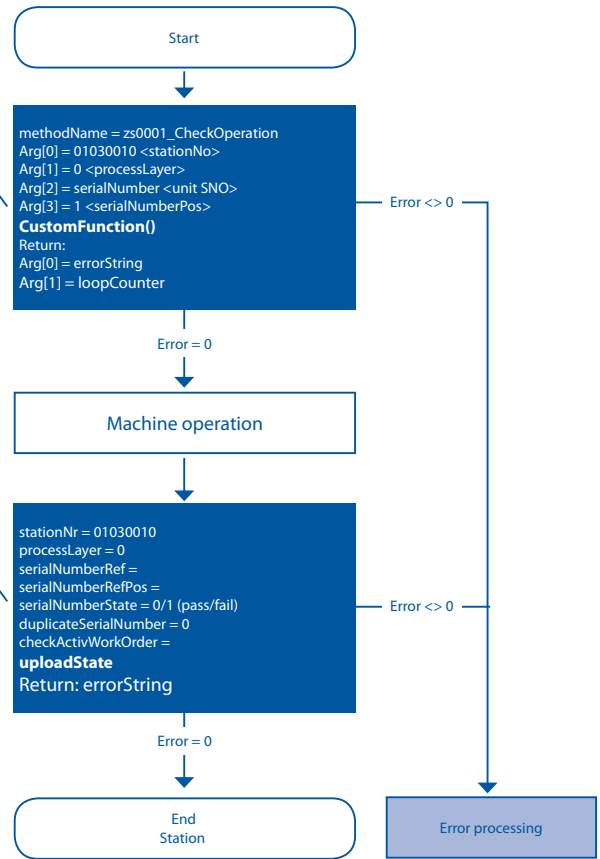 Start
methodName = zs0001_CheckOperation
Arg[0] = 01030010 <stationNo>
Arg[1] = 0 <processLayer>
Arg[2] = serialNumber <unit SNO>
Arg[3] = 1 <serialNumberPos>
CustomFunction()
Return:
Arg[0] = errorString
Arg[1] = loopCounter
Error <> 0
Error = 0
Machine operation
stationNr = 01030010
processLayer = 0
serialNumberRef =
serialNumberRefPos =
serialNumberState = 0/1 (pass/fail)
duplicateSerialNumber = 0
checkActivWorkOrder =
uploadState
Return: errorString
Error <> 0
Error = 0
End
Station
Error processing